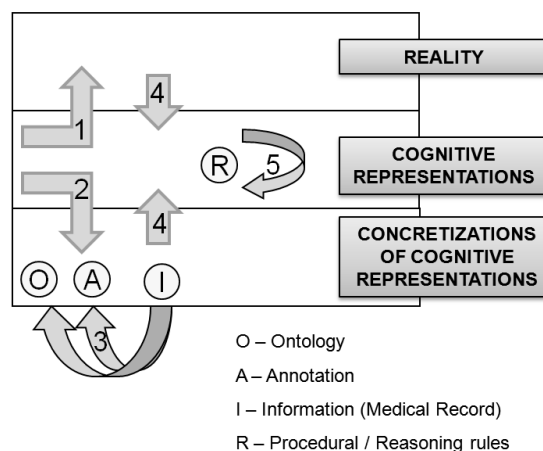 REALITY
4
1
COGNITIVE
REPRESENTATIONS
R
5
2
4
CONCRETIZATIONS
OF COGNITIVE
REPRESENTATIONS
O
A
I
3
O – Ontology
A – Annotation
I – Information (Medical Record)
R – Procedural / Reasoning rules